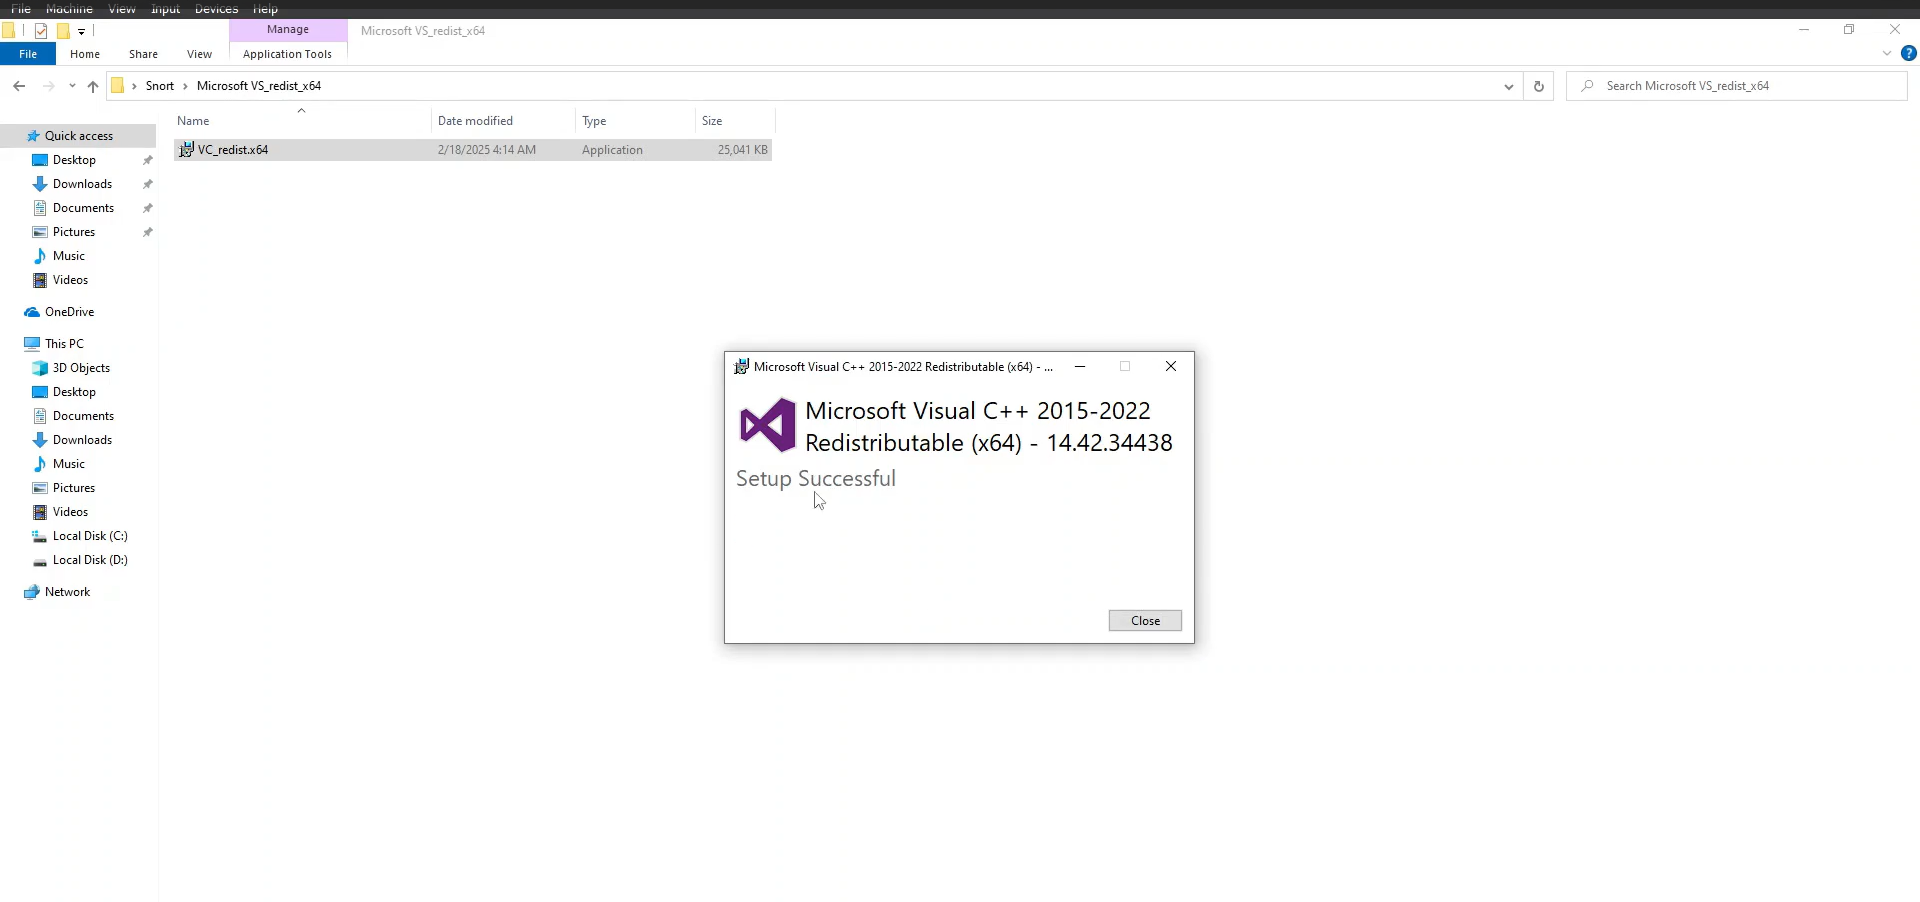 File Machine View Input Devices Help
Manage Microsoft VS_redist_x64
File Home Share View Application Tools
Snort Microsoft VS_redist_x64 Search Microsoft VS_redist_x64
Name Date modified Type Size
Quick access
VC_redist.x64 2/18/2025 4:14 AM Application 25,041 KB
Desktop
Downloads
Documents
Pictures
Music
Videos
OneDrive
This PC
3D Objects
Desktop
Documents
Downloads
Music
Pictures
Videos
Local Disk (C:)
Local Disk (D:)
Network
Microsoft Visual C++ 2015-2022 Redistributable (x64) - ...
Microsoft Visual C++ 2015-2022
Redistributable (x64) - 14.42.34438
Setup Successful
Close